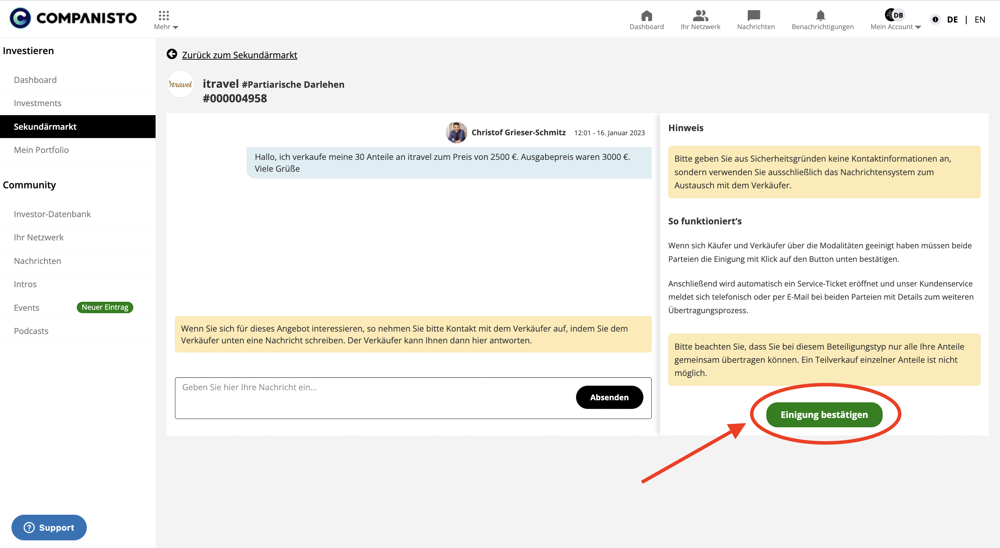 COMPANISTO
Mehr
Dashboard
Ihr Netzwerk
Nachrichten
Benachrichtigungen
DB
Mein Account
DE | EN
Investieren
Dashboard
Investments
Sekundärmarkt
Mein Portfolio
Community
Investor-Datenbank
Ihr Netzwerk
Nachrichten
Intros
Events
Neuer Eintrag
Podcasts
Support
Zurück zum Sekundärmarkt
itravel
itravel #Partiarische Darlehen
#000004958
Christof Grieser-Schmitz 12:01 - 16. Januar 2023
Hallo, ich verkaufe meine 30 Anteile an itravel zum Preis von 2500 €. Ausgabepreis waren 3000 €.
Viele Grüße
Wenn Sie sich für dieses Angebot interessieren, so nehmen Sie bitte Kontakt mit dem Verkäufer auf, indem Sie dem
Verkäufer unten eine Nachricht schreiben. Der Verkäufer kann Ihnen dann hier antworten.
Geben Sie hier Ihre Nachricht ein...
Absenden
Hinweis
Bitte geben Sie aus Sicherheitsgründen keine Kontaktinformationen an,
sondern verwenden Sie ausschließlich das Nachrichtensystem zum
Austausch mit dem Verkäufer.
So funktioniert‘s
Wenn sich Käufer und Verkäufer über die Modalitäten geeinigt haben müssen beide
Parteien die Einigung mit Klick auf den Button unten bestätigen.
Anschließend wird automatisch ein Service-Ticket eröffnet und unser Kundenservice
meldet sich telefonisch oder per E-Mail bei beiden Parteien mit Details zum weiteren
Übertragungsprozess.
Bitte beachten Sie, dass Sie bei diesem Beteiligungstyp nur alle Ihre Anteile
gemeinsam übertragen können. Ein Teilverkauf einzelner Anteile ist nicht
möglich.
Einigung bestätigen